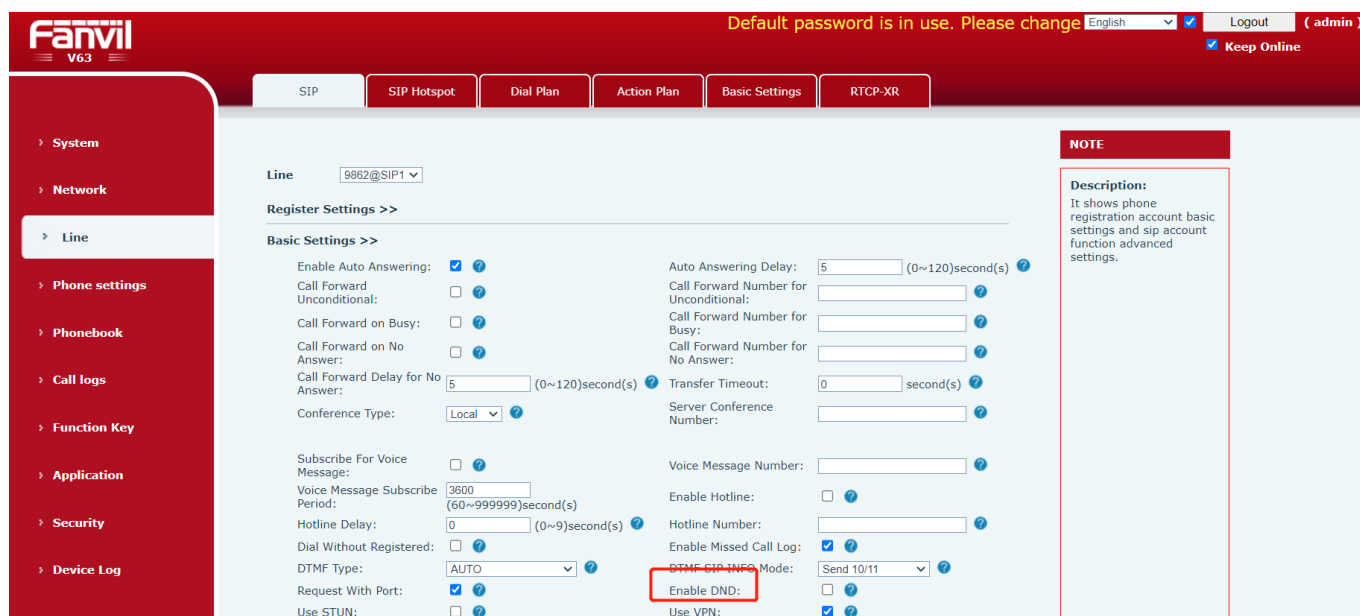 Fanvil
V63
Default password is in use. Please change
English
Logout
( admin )
Keep Online
SIP
SIP Hotspot
Dial Plan
Action Plan
Basic Settings
RTCP-XR
› System
› Network
› Line
› Phone settings
› Phonebook
› Call logs
› Function Key
› Application
› Security
› Device Log
Line 9862@SIP1
Register Settings >>
Basic Settings >>
Enable Auto Answering: ?
Auto Answering Delay: 5 (0~120)second(s) ?
Call Forward
Unconditional: ?
Call Forward Number for
Unconditional: ?
Call Forward on Busy: ?
Call Forward Number for
Busy: ?
Call Forward on No
Answer: ?
Call Forward Number for
No Answer: ?
Call Forward Delay for No
Answer: 5 (0~120)second(s) ?
Transfer Timeout: 0 second(s) ?
Conference Type: Local ?
Server Conference
Number: ?
Subscribe For Voice
Message: ?
Voice Message Number: ?
Voice Message Subscribe
Period: 3600
(60~999999)second(s)
Enable Hotline: ?
Hotline Delay: 0 (0~9)second(s) ?
Hotline Number: ?
Dial Without Registered: ?
Enable Missed Call Log: ?
DTMF Type: AUTO ?
DTMF SIP INFO Mode: Send 10/11 ?
Request With Port: ?
Enable DND: ?
Use STUN: ?
Use VPN: ?
NOTE
Description:
It shows phone
registration account basic
settings and sip account
function advanced
settings.